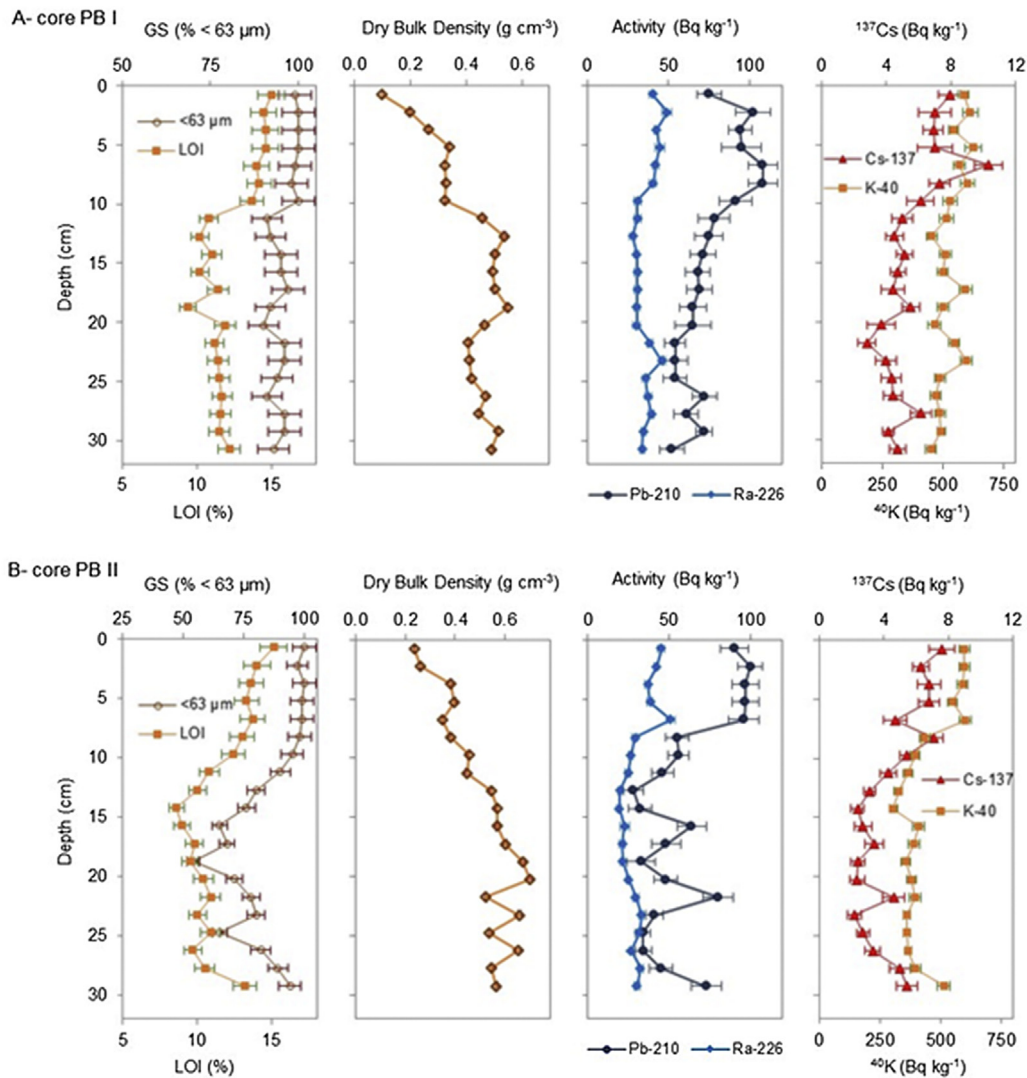 A- core PB I
GS (% < 63 µm)
Dry Bulk Density (g cm-3)
Activity (Bq kg-1)
137Cs (Bq kg-1)
50 75 100
0.0 0.2 0.4 0.6
0 50 100
0 4 8 12
0
5
10
15
20
25
30
Depth (cm)
<63 µm
LOI
Cs-137
K-40
5 10 15
LOI (%)
Pb-210 Ra-226
0 250 500 750
40K (Bq kg-1)
B- core PB II
GS (% < 63 µm)
Dry Bulk Density (g cm-3)
Activity (Bq kg-1)
137Cs (Bq kg-1)
25 50 75 100
0.0 0.2 0.4 0.6
0 50 100
0 4 8 12
0
5
10
15
20
25
30
Depth (cm)
<63 µm
LOI
Cs-137
K-40
5 10 15
LOI (%)
Pb-210 Ra-226
0 250 500 750
40K (Bq kg-1)